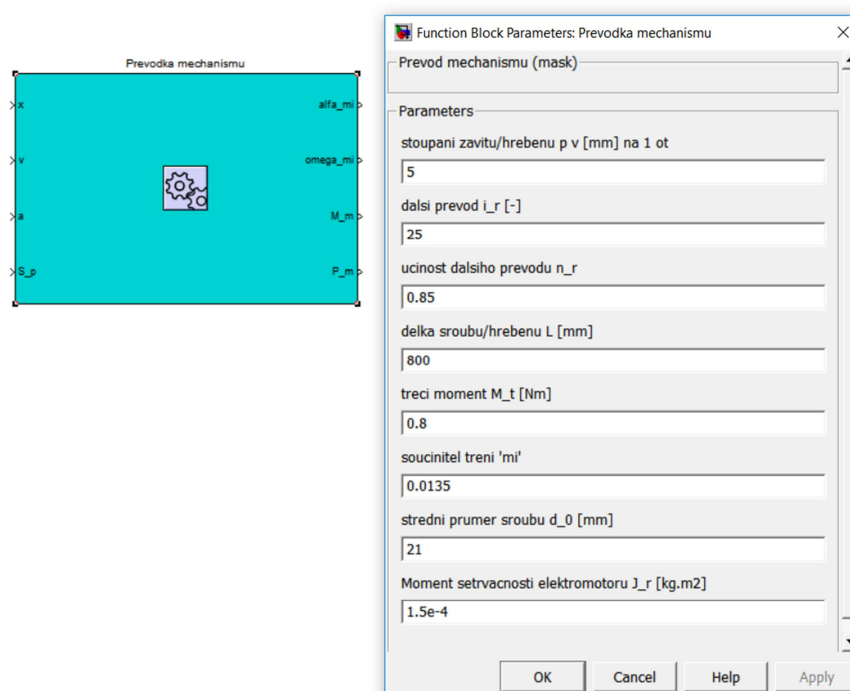 Prevodka mechanismu
x
v
a
S_p
alfa_mi
omega_mi
M_m
P_m
Function Block Parameters: Prevodka mechanismu
Prevod mechanismu (mask)
Parameters
stoupani zavitu/hrebenu p v [mm] na 1 ot
5
dalsi prevod i_r [-]
25
ucinost dalsiho prevodu n_r
0.85
delka sroubu/hrebenu L [mm]
800
treci moment M_t [Nm]
0.8
soucinitel treni 'mi'
0.0135
stredni prumer sroubu d_0 [mm]
21
Moment setrvacnosti elektromotoru J_r [kg.m2]
1.5e-4
OK Cancel Help Apply